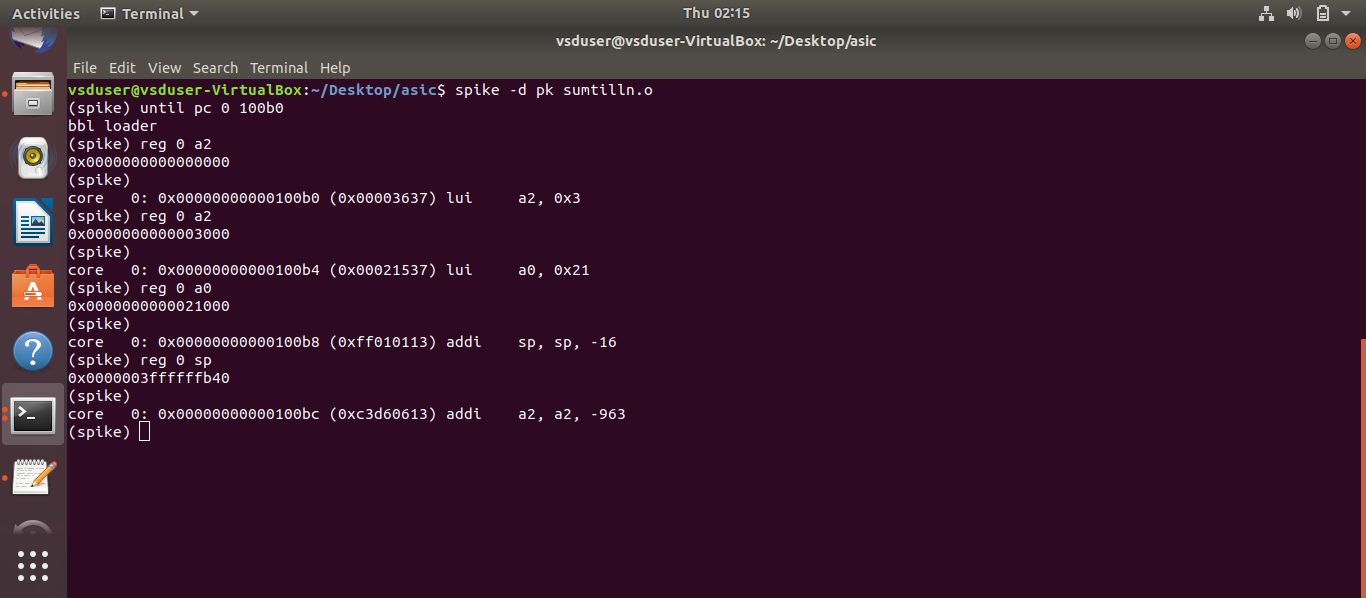 Activities Terminal Thu 02:15
vsduser@vsduser-VirtualBox: ~/Desktop/asic
File Edit View Search Terminal Help
vsduser@vsduser-VirtualBox:~/Desktop/asic$ spike -d pk sumtilln.o
(spike) until pc 0 100b0
bbl loader
(spike) reg 0 a2
0x0000000000000000
(spike)
core   0: 0x00000000000100b0 (0x00003637) lui     a2, 0x3
(spike) reg 0 a2
0x0000000000003000
(spike)
core   0: 0x00000000000100b4 (0x00021537) lui     a0, 0x21
(spike) reg 0 a0
0x0000000000021000
(spike)
core   0: 0x00000000000100b8 (0xff010113) addi    sp, sp, -16
(spike) reg 0 sp
0x0000003ffffffb40
(spike)
core   0: 0x00000000000100bc (0xc3d60613) addi    a2, a2, -963
(spike)